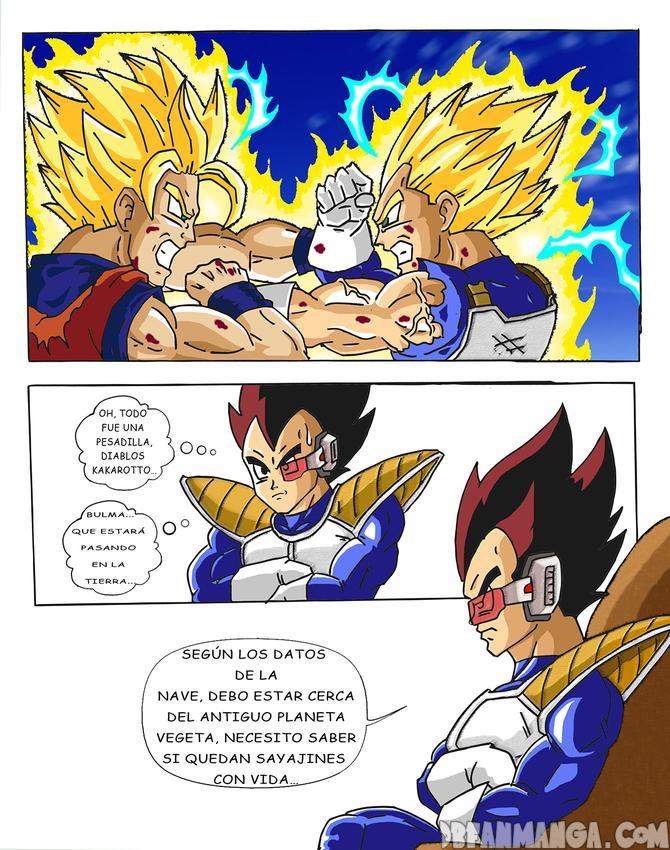 OH, TODO
FUE UNA
PESADILLA,
DIABLOS
KAKAROTTO...
BULMA...
QUE ESTARÁ
PASANDO
EN LA
TIERRA...
SEGÚN LOS DATOS
DE LA
NAVE, DEBO ESTAR CERCA
DEL ANTIGUO PLANETA
VEGETA, NECESITO SABER
SI QUEDAN SAYAJINES
CON VIDA...
DREANMANGA.COM